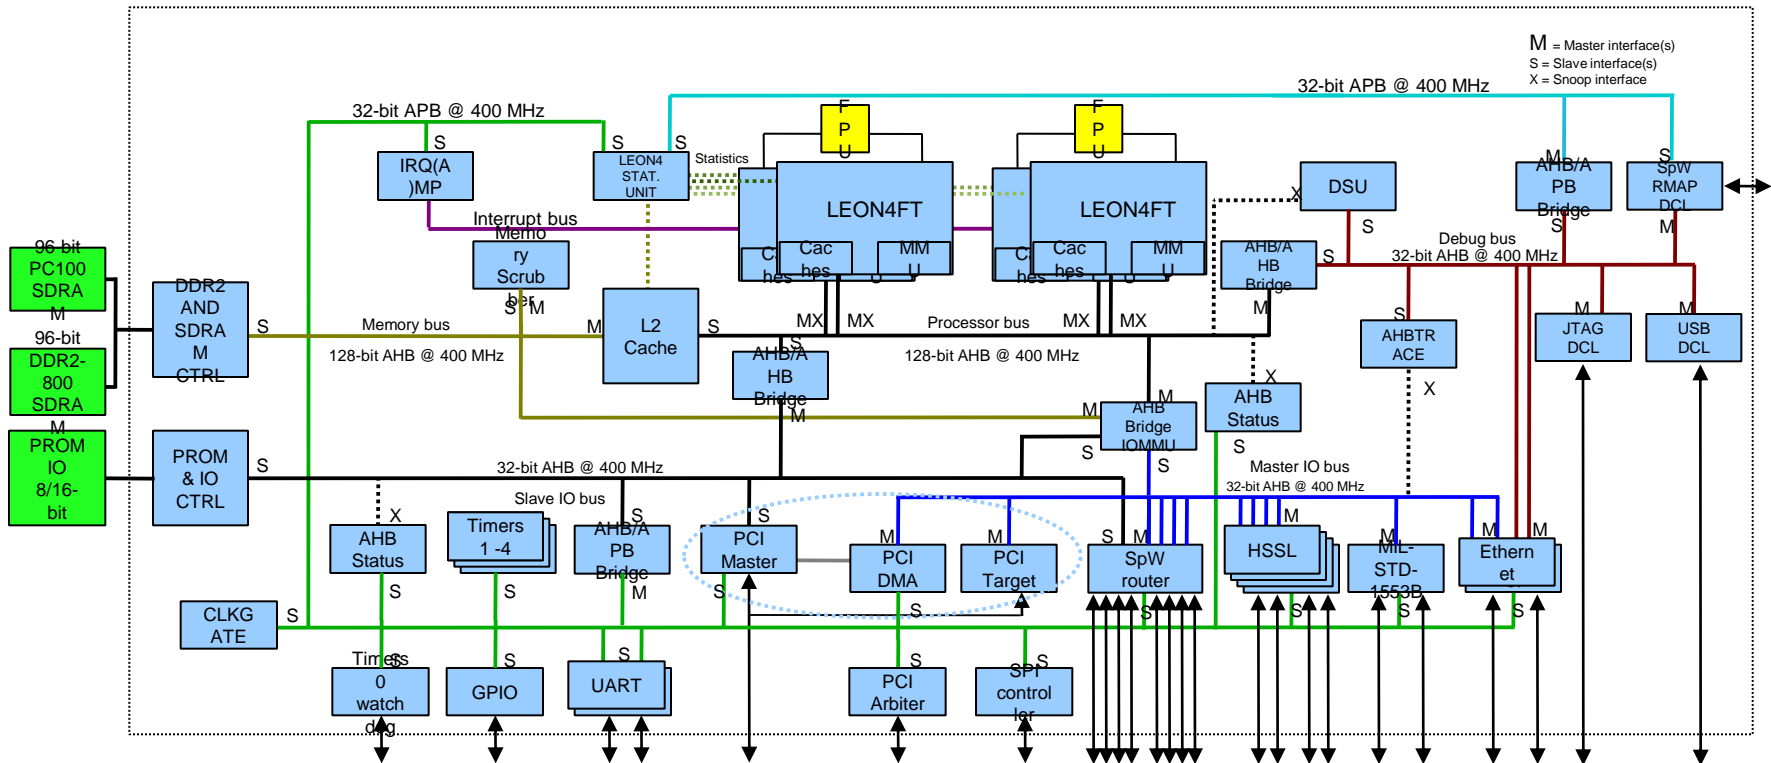 M = Master interface(s)
S = Slave interface(s)
X = Snoop interface
32-bit APB @ 400 MHz
32-bit APB @ 400 MHz
F
P
U
F
P
U
S
S
S
IRQ(A
)MP
LEON4
STAT.
UNIT
Statistics
LEON4FT
Cac
hes
MM
U
Ca
hes
U
LEON4FT
Cac
hes
MM
U
Ca
hes
U
X
DSU
S
M
AHB/A
PB
Bridge
S
S
SpW
RMAP
DCL
M
Interrupt bus
Memo
ry
Scrub
ber
S
M
AHB/A
HB
Bridge
S
M
Debug bus
32-bit AHB @ 400 MHz
96-bit
PC100
SDRA
M
96-bit
DDR2-
800
SDRA
M
DDR2
AND
SDRA
M
CTRL
S
Memory bus
128-bit AHB @ 400 MHz
M
L2
Cache
S
MX
MX
Processor bus
128-bit AHB @ 400 MHz
MX
MX
S
AHB/A
HB
Bridge
M
S
AHBTR
ACE
X
M
JTAG
DCL
M
USB
DCL
M
M
AHB
Bridge
IOMMU
S
S
X
AHB
Status
S
PROM
IO
8/16-
bit
PROM
& IO
CTRL
S
32-bit AHB @ 400 MHz
Slave IO bus
Master IO bus
32-bit AHB @ 400 MHz
X
AHB
Status
S
Timers
1 -4
S
S
AHB/A
PB
Bridge
M
S
PCI
Master
S
M
PCI
DMA
S
M
PCI
Target
S
M
SpW
router
S
M
HSSL
S
M
MIL-
STD-
1553B
S
M
M
Ethern
et
S
CLKG
ATE
S
S
Timers
0
watch
dog
S
GPIO
S
UART
S
PCI
Arbiter
S
SPI
control
ler